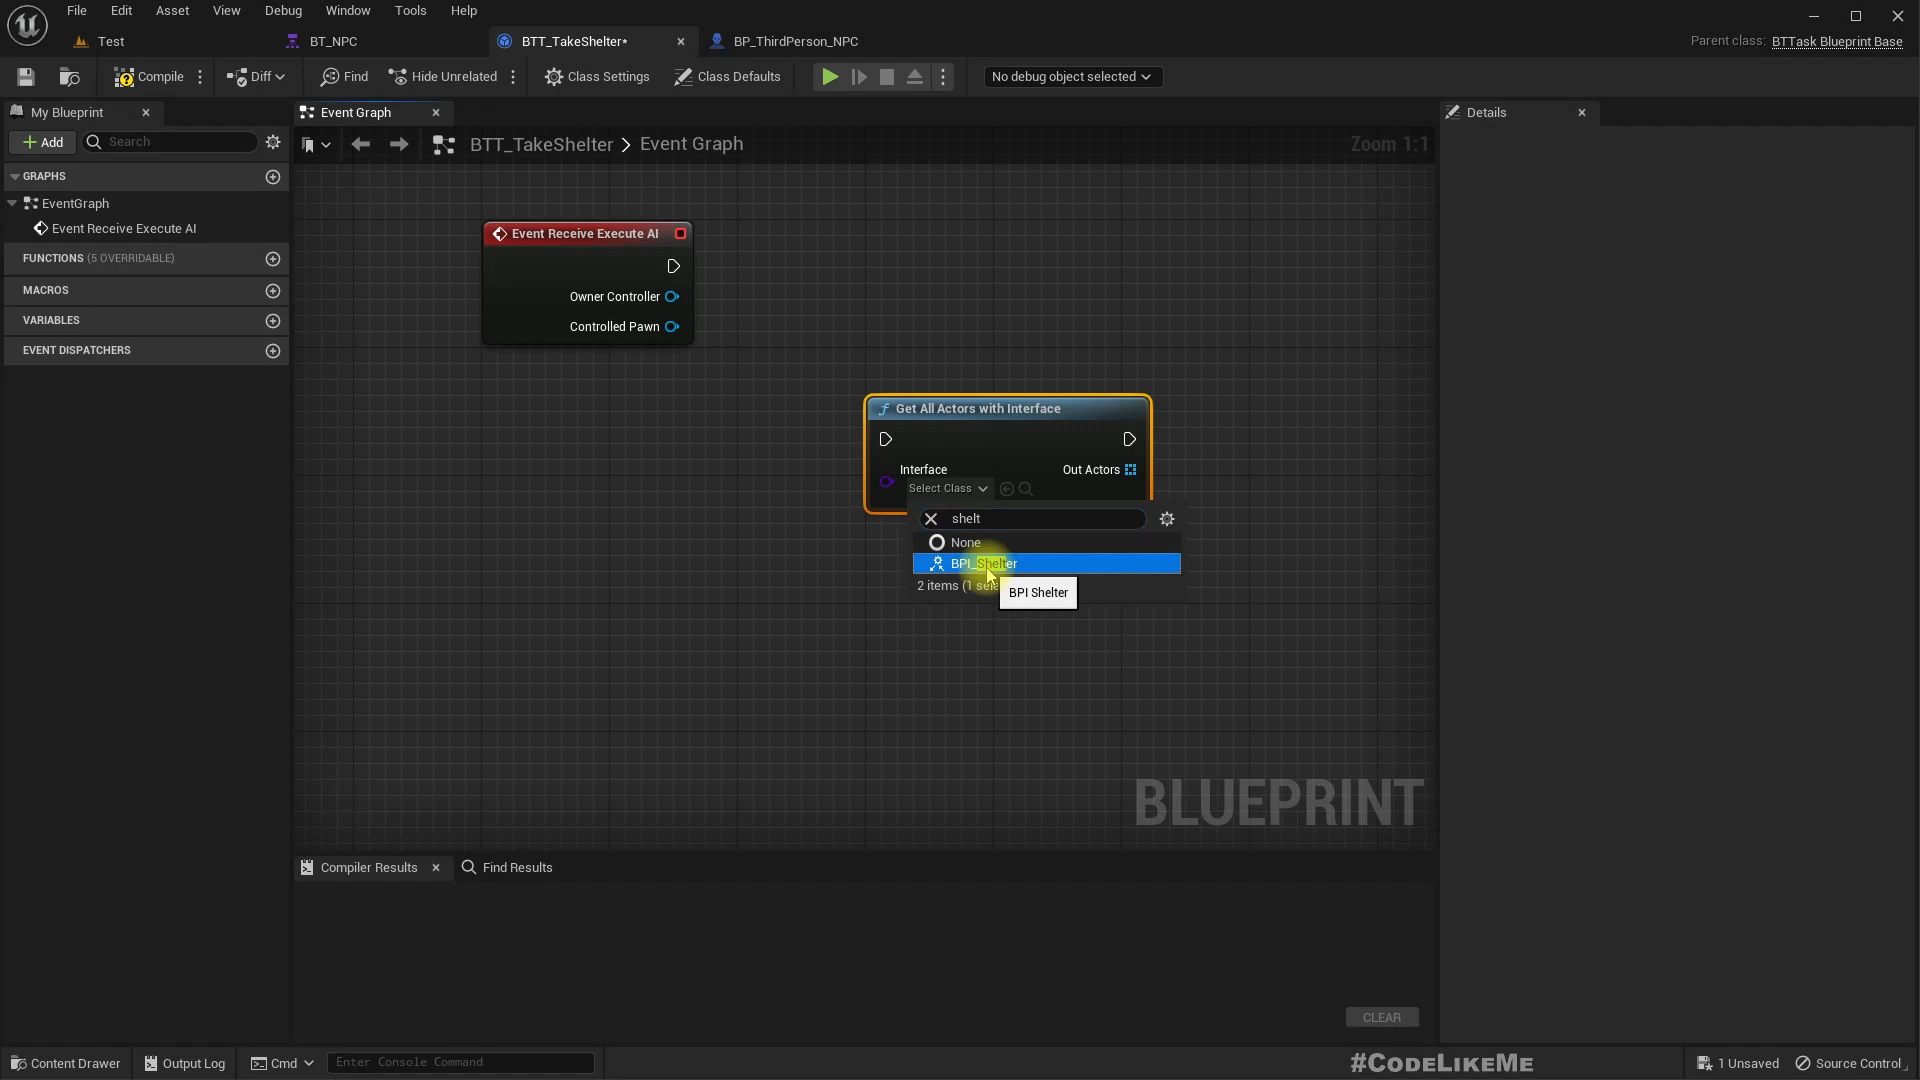 File Edit Asset View Debug Window Tools Help
Test BT_NPC BTT_TakeShelter* BP_ThirdPerson_NPC Parent class: BTTask Blueprint Base
Compile Diff Find Hide Unrelated Class Settings Class Defaults No debug object selected
My Blueprint Event Graph Details
Add Search BTT_TakeShelter > Event Graph Zoom 1:1
GRAPHS
EventGraph
Event Receive Execute AI
FUNCTIONS (5 OVERRIDABLE)
MACROS
VARIABLES
EVENT DISPATCHERS
Event Receive Execute AI
Owner Controller
Controlled Pawn
Get All Actors with Interface
Interface Out Actors
Select Class
shelt
None
BPI_Shelter
2 items (1 sele
BPI Shelter
BLUEPRINT
Compiler Results Find Results
CLEAR
Content Drawer Output Log Cmd Enter Console Command #CODELIKEME 1 Unsaved Source Control